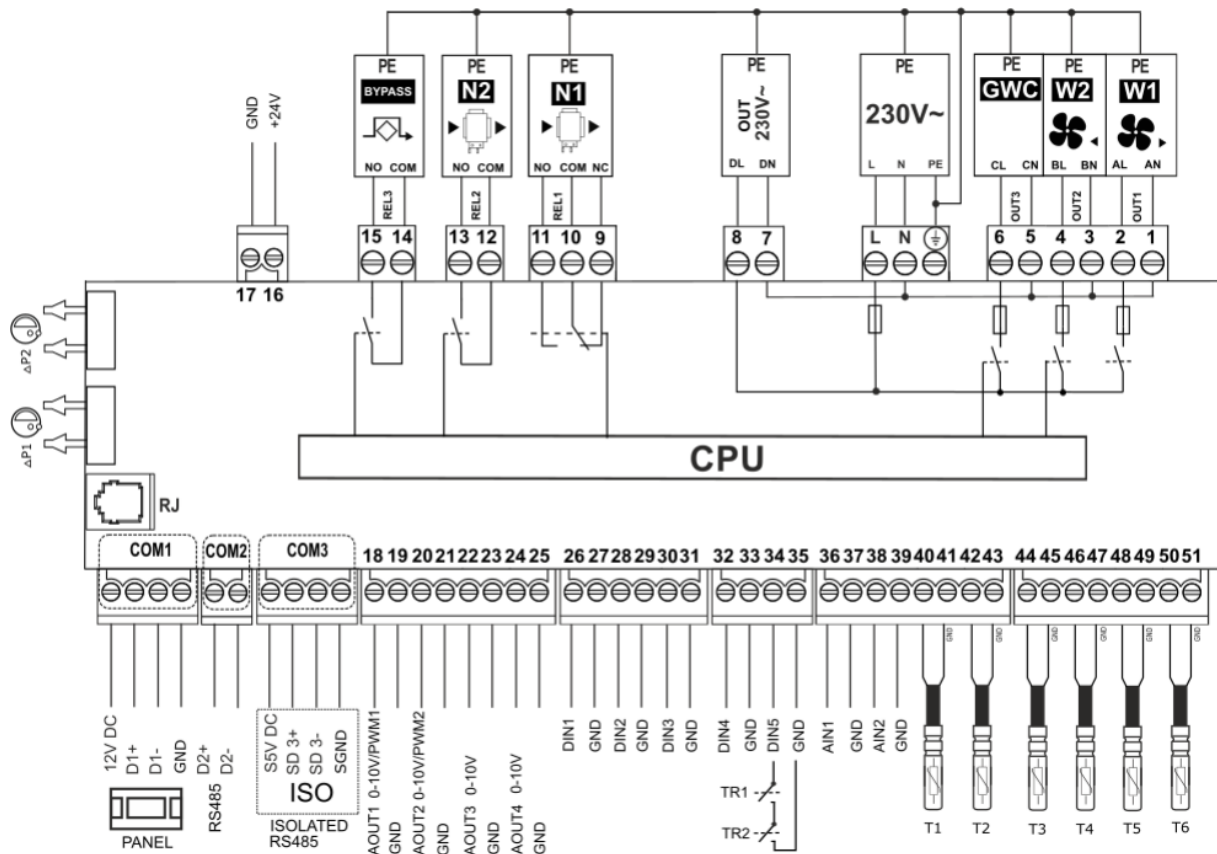 PE PE PE PE PE PE PE PE
BYPASS N2 N1 OUT 230V~ 230V~ GWC W2 W1
NO COM NO COM NO COM NC DL DN L N PE CL CN BL BN AL AN
GND +24V REL3 REL2 REL1 OUT3 OUT2 OUT1
15 14 13 12 11 10 9 8 7 L N 6 5 4 3 2 1
17 16
△P2
△P1
CPU
RJ
COM1 COM2 COM3 18 19 20 21 22 23 24 25 26 27 28 29 30 31 32 33 34 35 36 37 38 39 40 41 42 43 44 45 46 47 48 49 50 51
GND GND GND GND GND GND
12V DC
D1+
D1-
GND
D2+
D2-
S5V DC
SD 3+
SD 3-
SGND
AOUT1 0-10V/PWM1
GND
AOUT2 0-10V/PWM2
GND
AOUT3 0-10V
GND
AOUT4 0-10V
GND
DIN1
GND
DIN2
GND
DIN3
GND
DIN4
GND
DIN5
GND
AIN1
GND
AIN2
GND
ISO
TR1
TR2
T1 T2 T3 T4 T5 T6
PANEL
RS485
ISOLATED
RS485